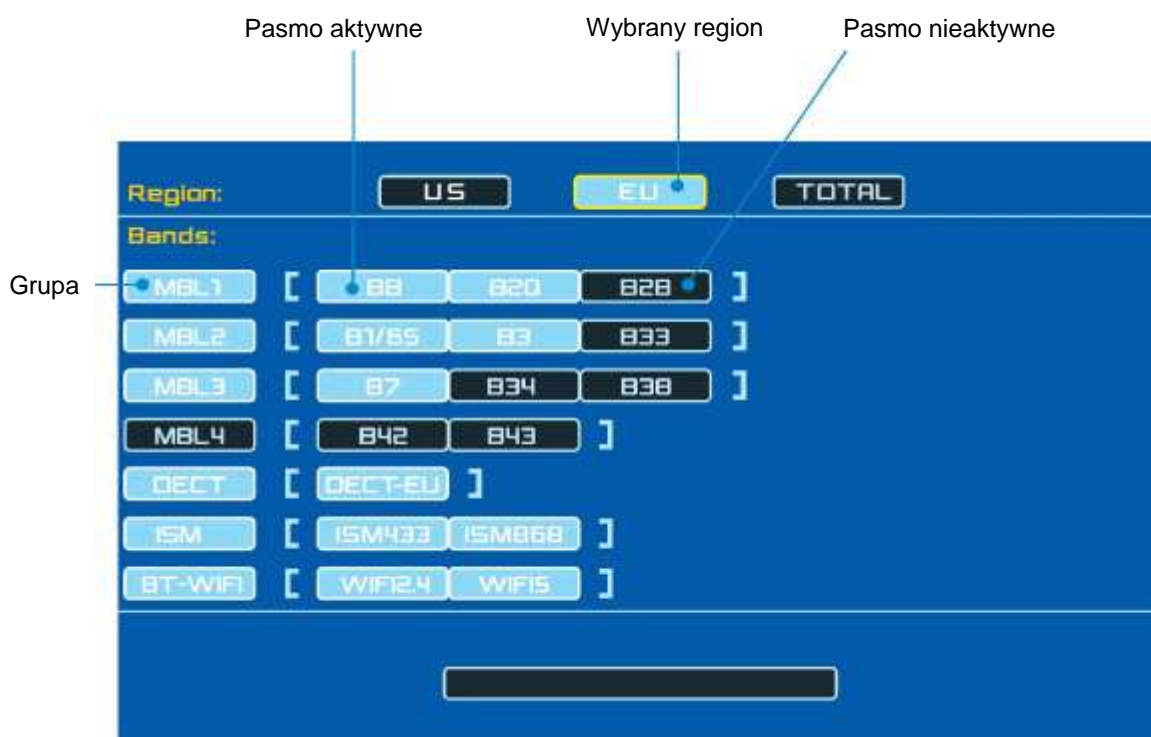 Pasmo aktywne Wybrany region Pasmo nieaktywne
Region: US EU TOTAL
Bands:
Grupa MBL1 [ B8 B20 B28 ]
MBL2 [ B1/65 B3 B33 ]
MBL3 [ B7 B34 B38 ]
MBL4 [ B42 B43 ]
DECT [ DECT-EU ]
ISM [ ISM433 ISM868 ]
BT-WIFI [ WIFI2.4 WIFI5 ]